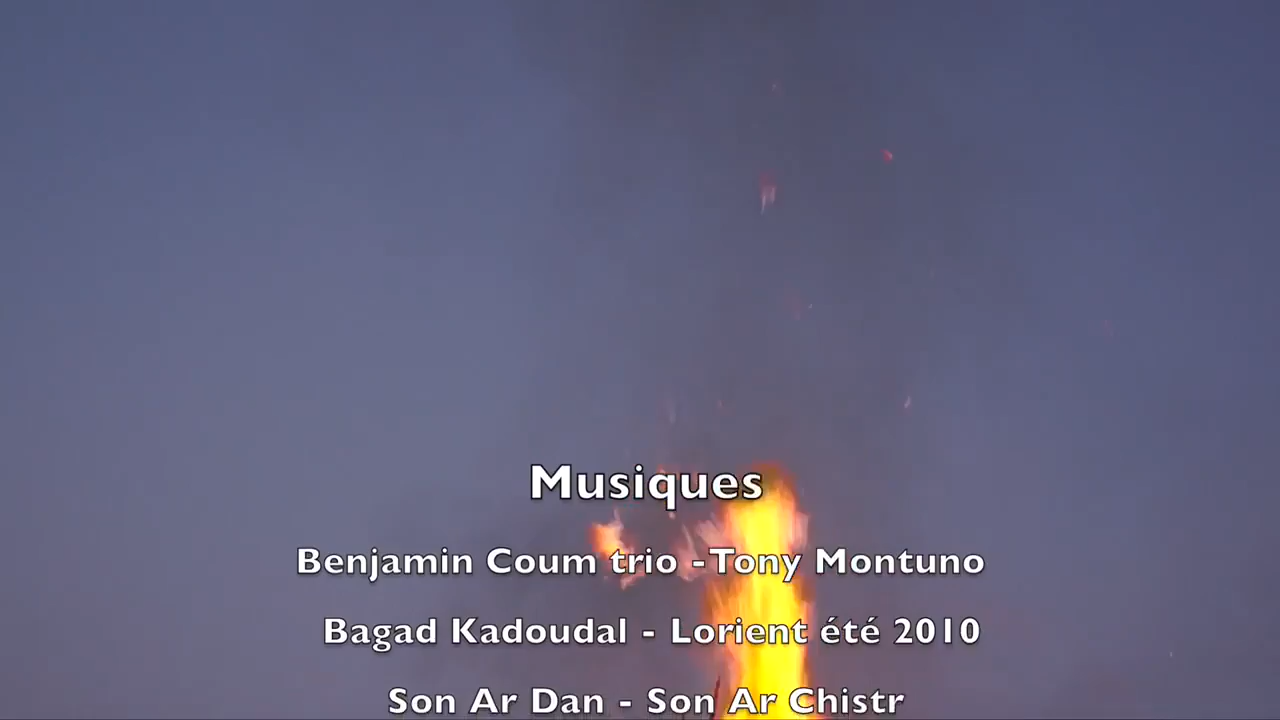 Musiques
Benjamin Coum trio -Tony Montuno
Bagad Kadoudal - Lorient été 2010
Son Ar Dan - Son Ar Chistr